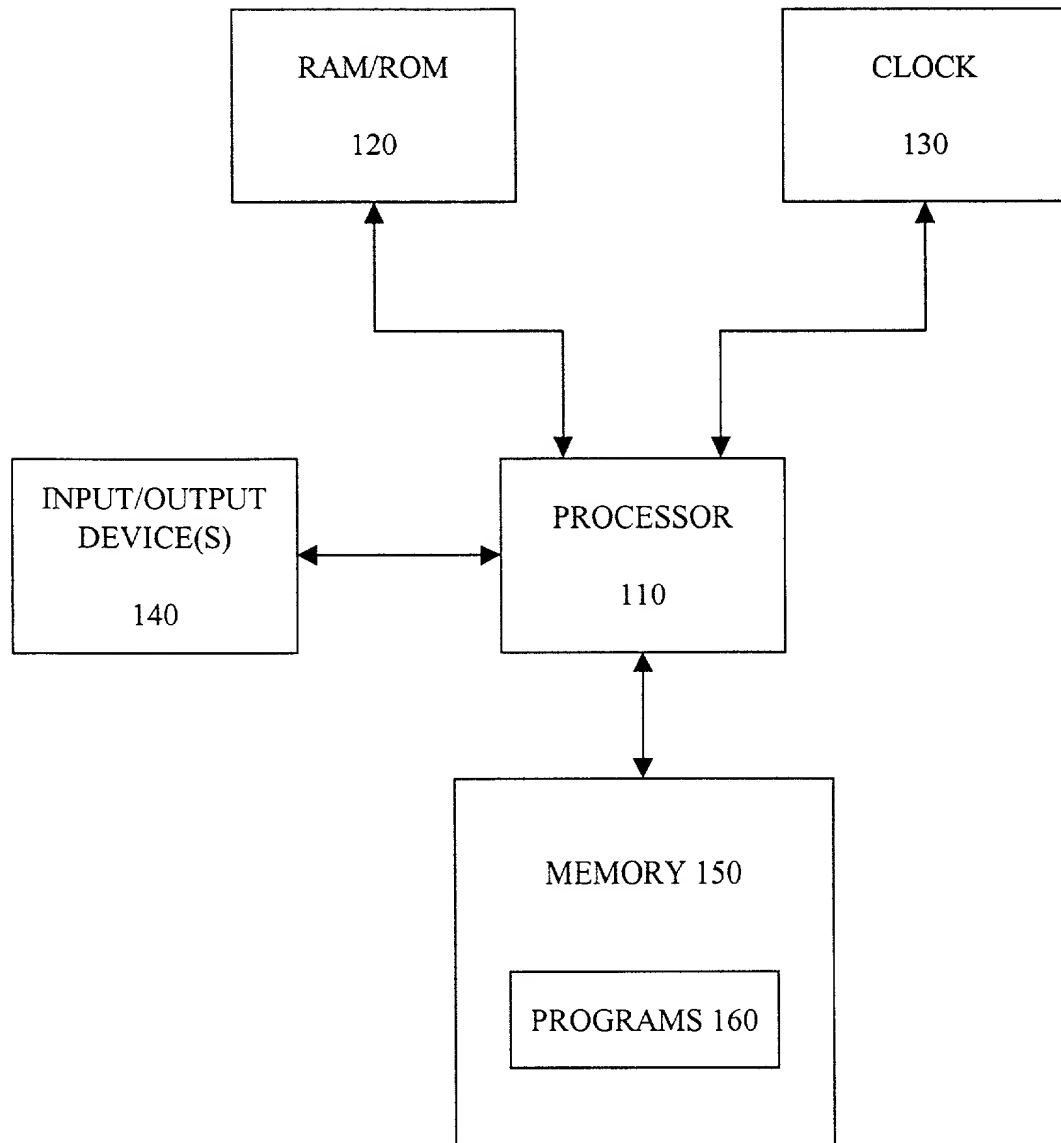 RAM/ROM
120
CLOCK
130
INPUT/OUTPUT
DEVICE(S)
140
PROCESSOR
110
MEMORY 150
PROGRAMS 160